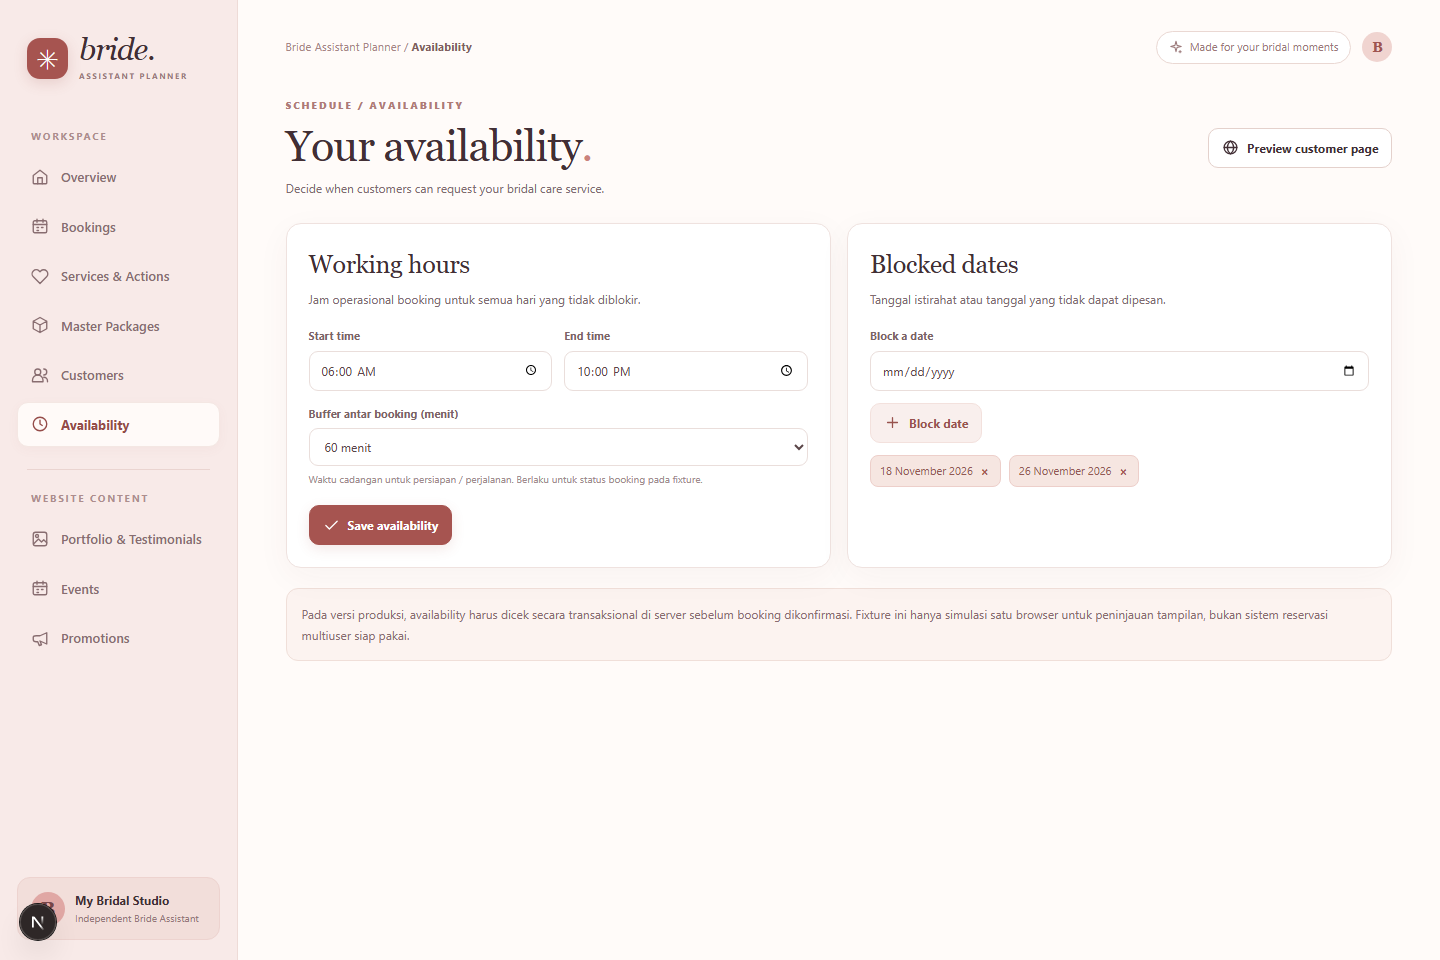 bride.
ASSISTANT PLANNER
WORKSPACE
Overview
Bookings
Services & Actions
Master Packages
Customers
Availability
WEBSITE CONTENT
Portfolio & Testimonials
Events
Promotions
My Bridal Studio
Independent Bride Assistant
N
Bride Assistant Planner / Availability
Made for your bridal moments
B
SCHEDULE / AVAILABILITY
Your availability.
Decide when customers can request your bridal care service.
Preview customer page
Working hours
Jam operasional booking untuk semua hari yang tidak diblokir.
Start time
End time
06:00 AM
10:00 PM
Buffer antar booking (menit)
60 menit
Waktu cadangan untuk persiapan / perjalanan. Berlaku untuk status booking pada fixture.
Save availability
Blocked dates
Tanggal istirahat atau tanggal yang tidak dapat dipesan.
Block a date
mm/dd/yyyy
Block date
18 November 2026 ×
26 November 2026 ×
Pada versi produksi, availability harus dicek secara transaksional di server sebelum booking dikonfirmasi. Fixture ini hanya simulasi satu browser untuk peninjauan tampilan, bukan sistem reservasi
multiuser siap pakai.